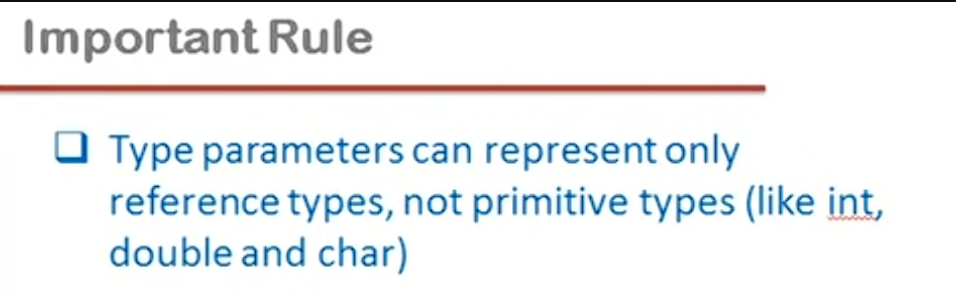 Important Rule
Type parameters can represent only
reference types, not primitive types (like int,
double and char)